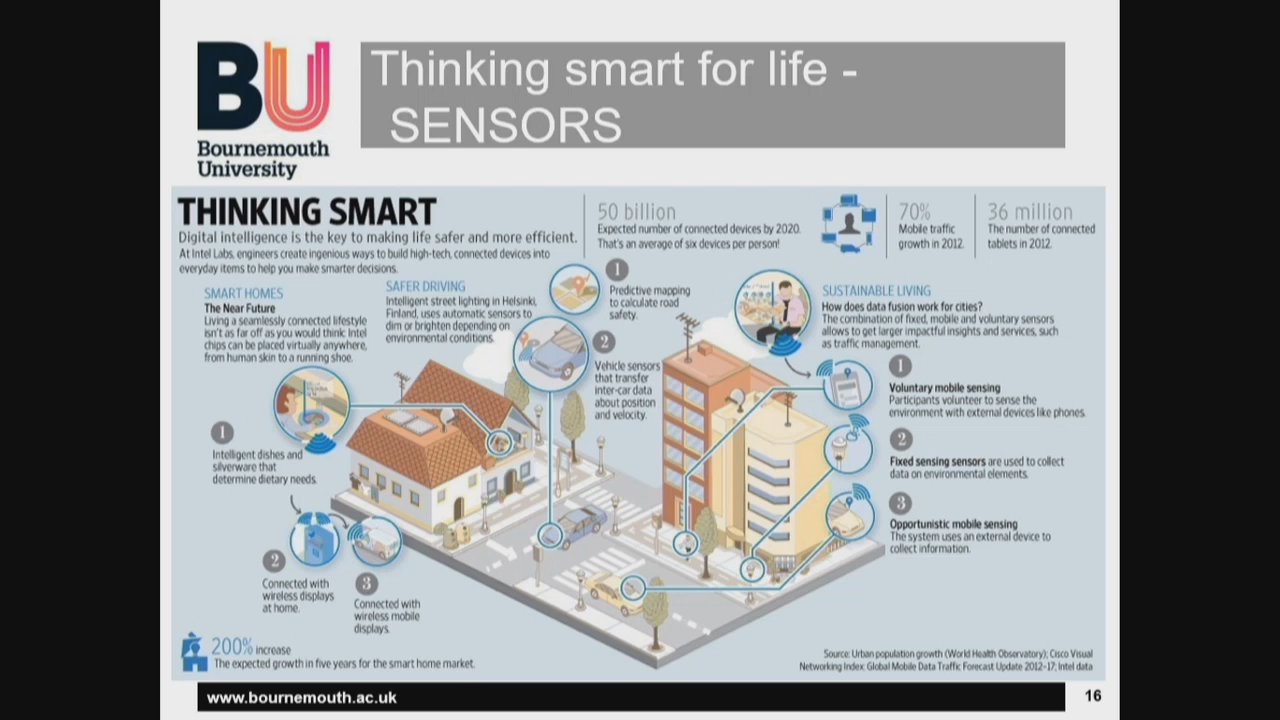 BU
Bournemouth
University
Thinking smart for life -
SENSORS
THINKING SMART
Digital intelligence is the key to making life safer and more efficient.
At Intel Labs, engineers create ingenious ways to build high-tech, connected devices into
everyday items to help you make smarter decisions.
50 billion
Expected number of connected devices by 2020.
That's an average of six devices per person!
70%
Mobile traffic
growth in 2012.
36 million
The number of connected
tablets in 2012.
SMART HOMES
The Near Future
Living a seamlessly connected lifestyle
isn't as far off as you would think: Intel
chips can be placed virtually anywhere,
from human skin to a running shoe.
1
Intelligent dishes and
silverware that
determine dietary needs.
2
Connected with
wireless displays
at home.
3
Connected with
wireless mobile
displays.
SAFER DRIVING
Intelligent street lighting in Helsinki,
Finland, uses automatic sensors to
dim or brighten depending on
environmental conditions.
1
Predictive mapping
to calculate road
safety.
2
Vehicle sensors
that transfer
inter-car data
about position
and velocity.
SUSTAINABLE LIVING
How does data fusion work for cities?
The combination of fixed, mobile and voluntary sensors
allows to get larger impactful insights and services, such
as traffic management.
1
Voluntary mobile sensing
Participants volunteer to sense the
environment with external devices like phones.
2
Fixed sensing sensors are used to collect
data on environmental elements.
3
Opportunistic mobile sensing
The system uses an external device to
collect information.
200% increase
The expected growth in five years for the smart home market.
Source: Urban population growth (World Health Observatory); Cisco Visual
Networking Index: Global Mobile Data Traffic Forecast Update 2012-17; Intel data
www.bournemouth.ac.uk
16